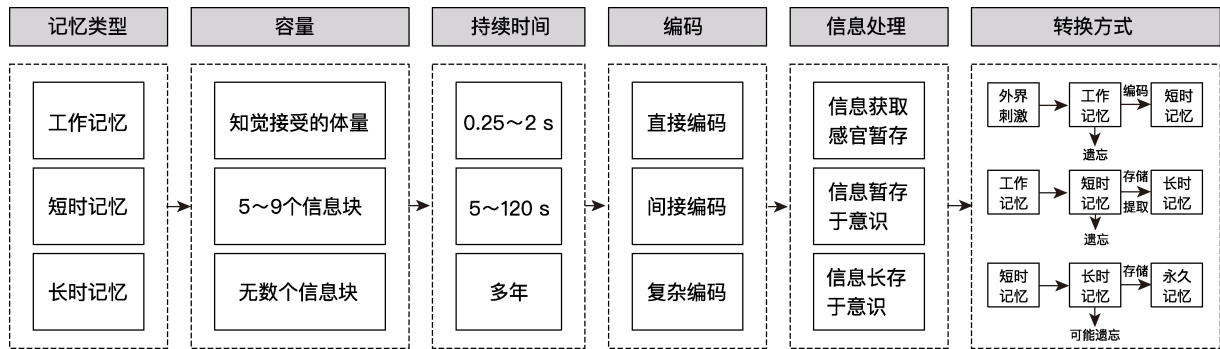 记忆类型
容量
持续时间
编码
信息处理
转换方式
工作记忆
知觉接受的体量
0.25～2 s
直接编码
信息获取
感官暂存
外界
刺激
工作
记忆
编码
短时
记忆
遗忘
短时记忆
5～9个信息块
5～120 s
间接编码
信息暂存
于意识
工作
记忆
短时
记忆
存储
提取
长时
记忆
遗忘
长时记忆
无数个信息块
多年
复杂编码
信息长存
于意识
短时
记忆
长时
记忆
存储
永久
记忆
可能遗忘